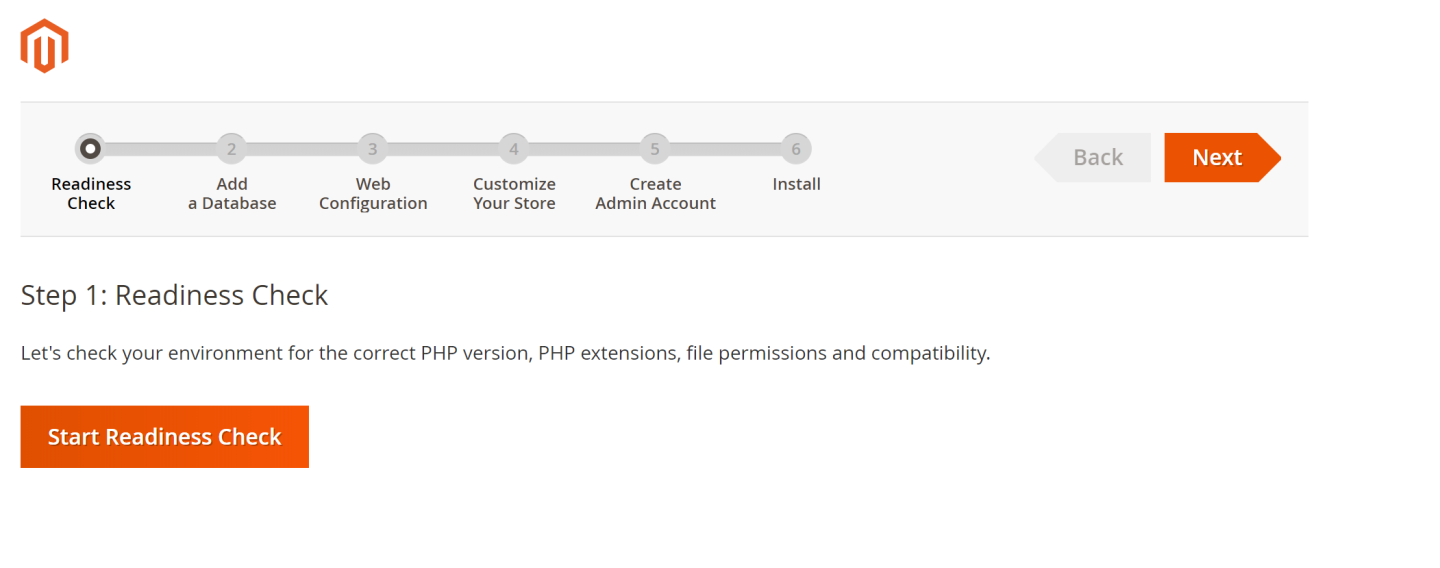 2
3
4
5
6
Readiness
Check
Add
a Database
Web
Configuration
Customize
Your Store
Create
Admin Account
Install
Back
Next
Step 1: Readiness Check
Let's check your environment for the correct PHP version, PHP extensions, file permissions and compatibility.
Start Readiness Check